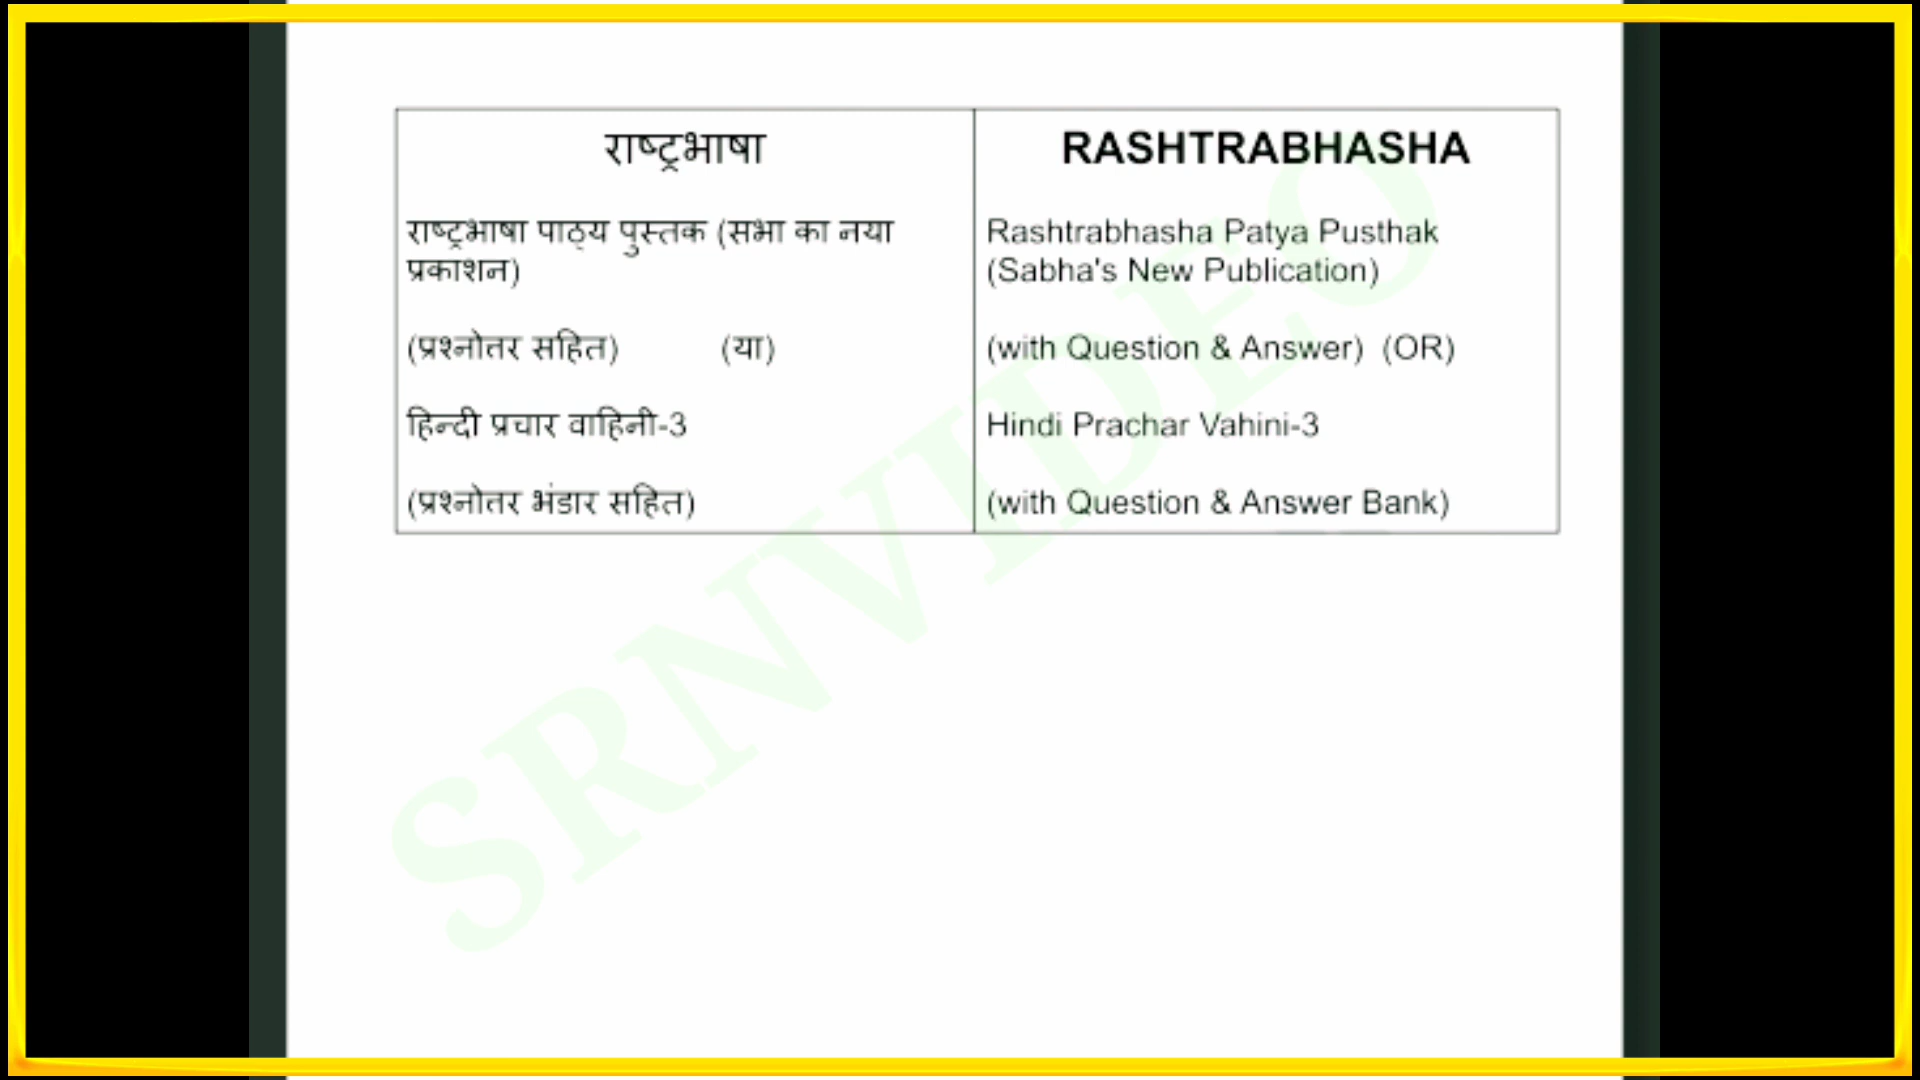 राष्ट्रभाषा
राष्ट्रभाषा पाठ्य पुस्तक (सभा का नया
प्रकाशन)
(प्रश्नोत्तर सहित) (या)
हिन्दी प्रचार वाहिनी-3
(प्रश्नोत्तर भंडार सहित)
RASHTRABHASHA
Rashtrabhasha Patya Pusthak
(Sabha's New Publication)
(with Question & Answer) (OR)
Hindi Prachar Vahini-3
(with Question & Answer Bank)
SRNVIDEO